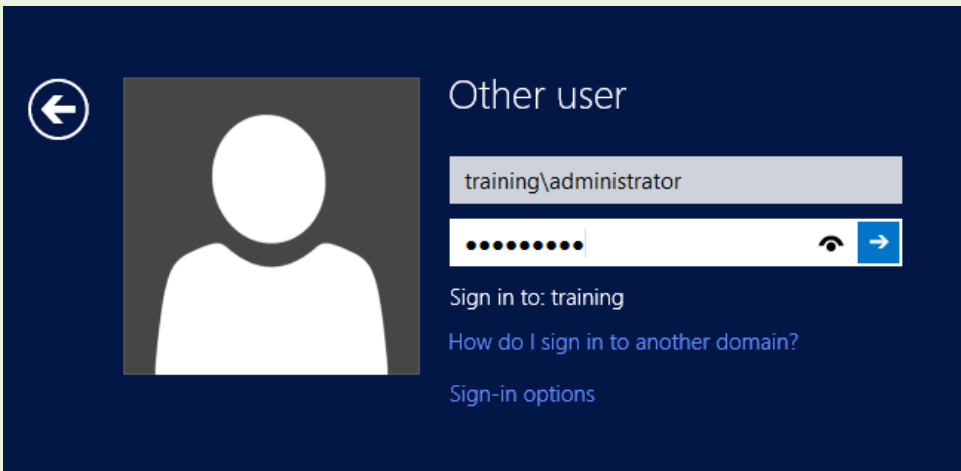 Other user
training\administrator
•••••••••
Sign in to: training
How do I sign in to another domain?
Sign-in options